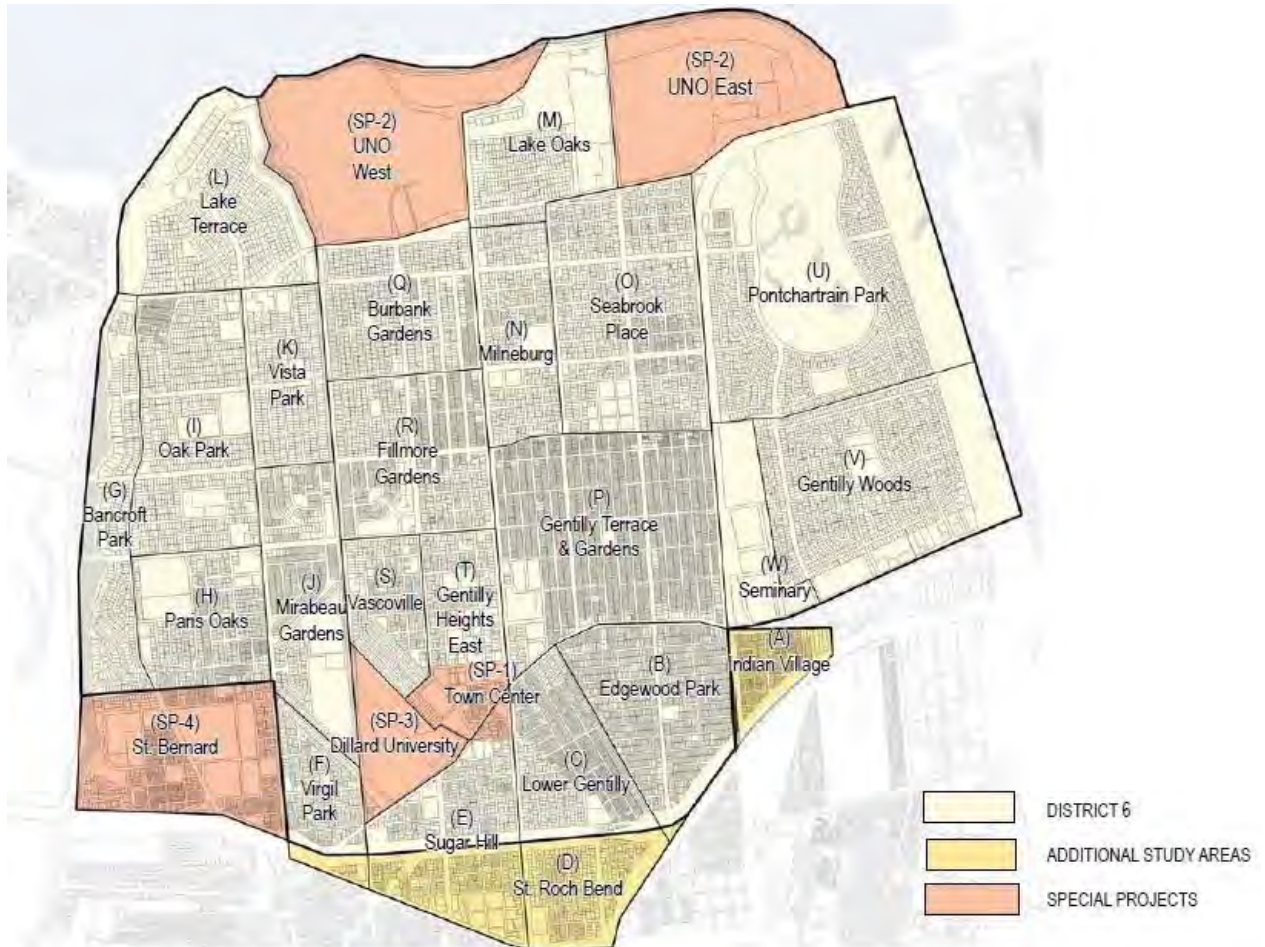 (SP-2)
UNO East
(SP-2)
UNO
West
(M)
Lake Oaks
(L)
Lake
Terrace
(U)
Pontchartrain Park
(Q)
Burbank
Gardens
(O)
Seabrook
Place
(N)
Milneburg
(K)
Vista
Park
(I)
Oak Park
(R)
Fillmore
Gardens
(V)
Gentilly Woods
(G)
Bancroft
Park
(P)
Gentilly Terrace
& Gardens
(W)
Seminary
(H)
Paris Oaks
(J)
Mirabeau
Gardens
(S)
Vascoville
(T)
Gentilly
Heights
East
(A)
Indian Village
(B)
Edgewood Park
(SP-1)
Town Center
(SP-4)
St. Bernard
(SP-3)
Dillard University
(F)
Virgil
Park
(C)
Lower Gentilly
(E)
Sugar Hill
(D)
St. Roch Bend
DISTRICT 6
ADDITIONAL STUDY AREAS
SPECIAL PROJECTS